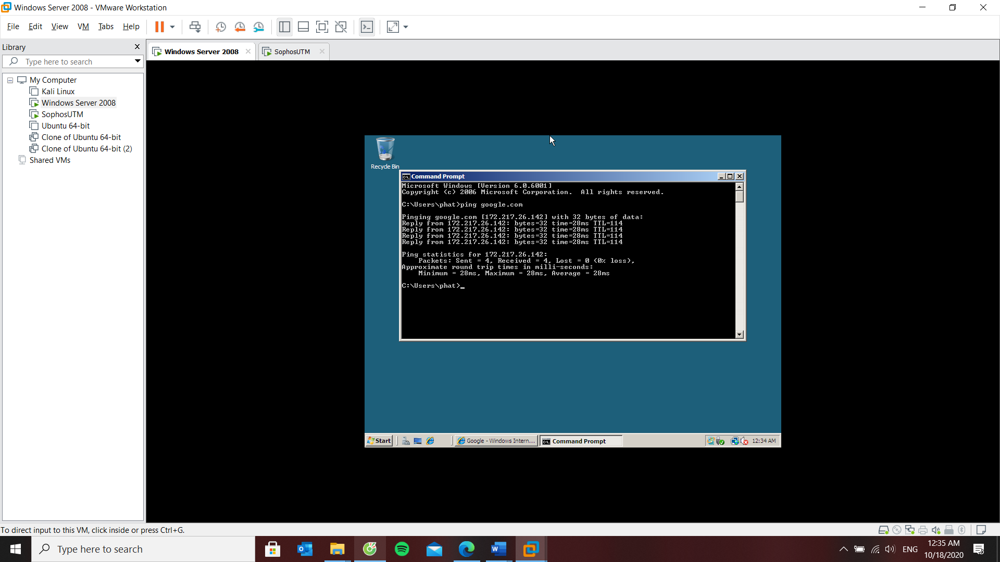 Windows Server 2008 - VMware Workstation
File Edit View VM Tabs Help
Library
Type here to search
My Computer
Kali Linux
Windows Server 2008
SophosUTM
Ubuntu 64-bit
Clone of Ubuntu 64-bit
Clone of Ubuntu 64-bit (2)
Shared VMs
Windows Server 2008
SophosUTM
Recycle Bin
Command Prompt
Microsoft Windows [Version 6.0.6001]
Copyright (c) 2006 Microsoft Corporation.  All rights reserved.
C:\Users\phat>ping google.com
Pinging google.com [172.217.26.142] with 32 bytes of data:
Reply from 172.217.26.142: bytes=32 time=28ms TTL=114
Reply from 172.217.26.142: bytes=32 time=28ms TTL=114
Reply from 172.217.26.142: bytes=32 time=28ms TTL=114
Reply from 172.217.26.142: bytes=32 time=28ms TTL=114
Ping statistics for 172.217.26.142:
    Packets: Sent = 4, Received = 4, Lost = 0 (0% loss),
Approximate round trip times in milli-seconds:
    Minimum = 28ms, Maximum = 28ms, Average = 28ms
C:\Users\phat>_
Start
Google - Windows Intern...
Command Prompt
12:34 AM
To direct input to this VM, click inside or press Ctrl+G.
Type here to search
ENG
12:35 AM
10/18/2020